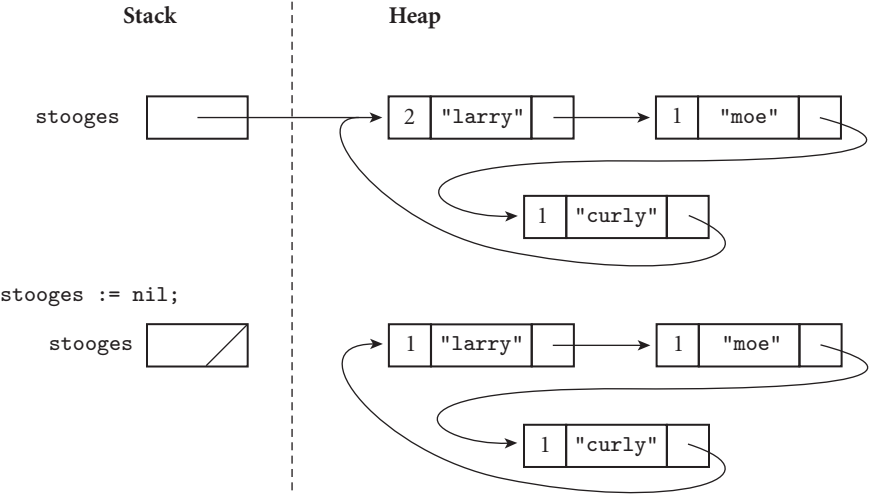 Stack Heap
stooges 2 "larry" 1 "moe"
1 "curly"
stooges := nil;
stooges 1 "larry" 1 "moe"
1 "curly"